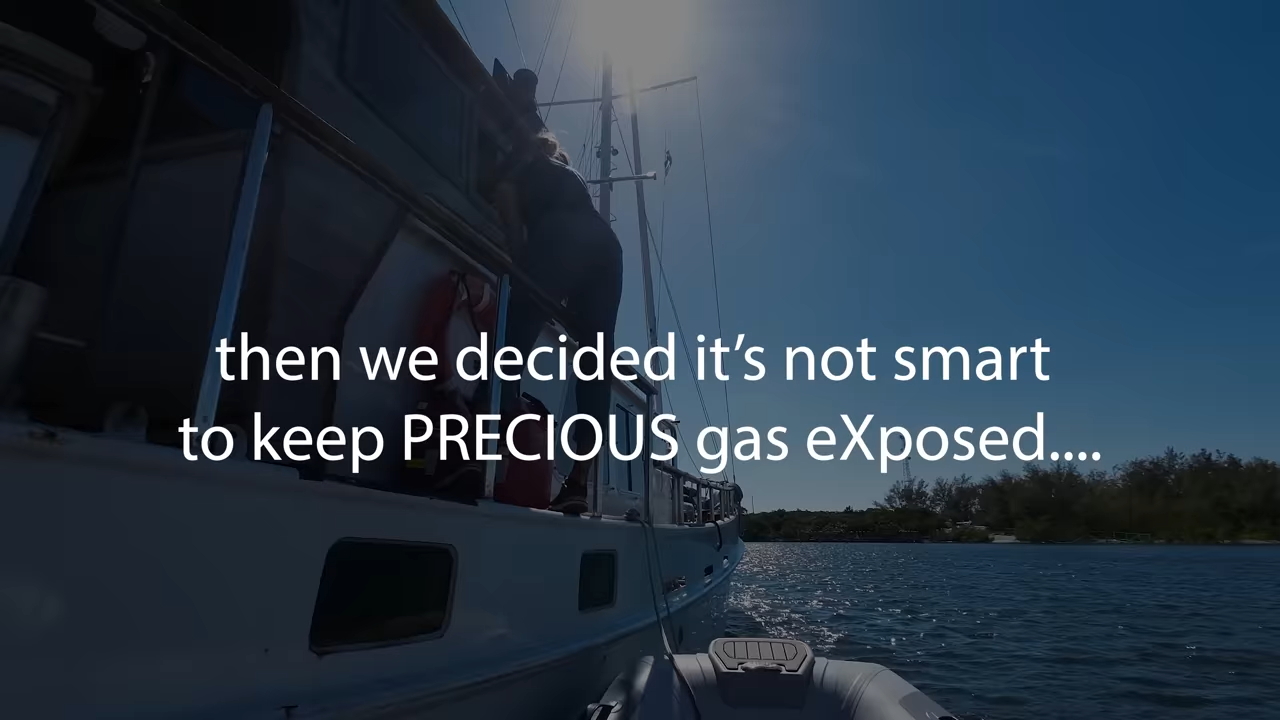 then we decided it’s not smart
to keep PRECIOUS gas eXposed....